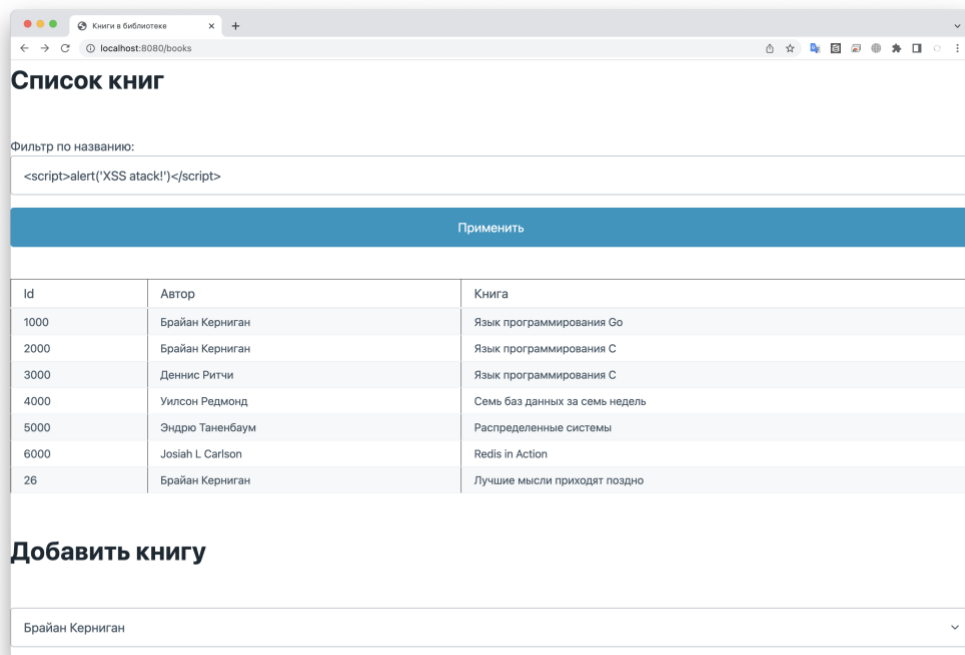 Книги в библиотеке
localhost:8080/books
Список книг
Фильтр по названию:
<script>alert('XSS atack!')</script>
Применить
Id Автор Книга
1000 Брайан Керниган Язык программирования Go
2000 Брайан Керниган Язык программирования C
3000 Деннис Ритчи Язык программирования C
4000 Уилсон Редмонд Семь баз данных за семь недель
5000 Эндрю Таненбаум Распределенные системы
6000 Josiah L Carlson Redis in Action
26 Брайан Керниган Лучшие мысли приходят поздно
Добавить книгу
Брайан Керниган